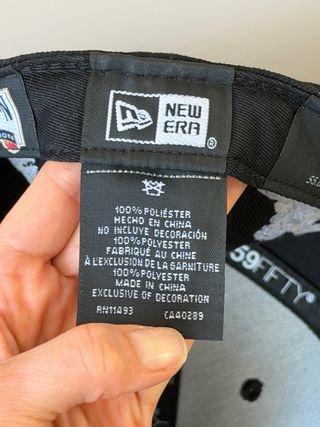 NEW
ERA
®
100% POLIÉSTER
HECHO EN CHINA
NO INCLUYE DECORACIÓN
100% POLYESTER
FABRIQUÉ AU CHINE
À L'EXCLUSION DE LA GARNITURE
100% POLYESTER
MADE IN CHINA
EXCLUSIVE OF DECORATION
RN11493 CA40289
59FIFTY®